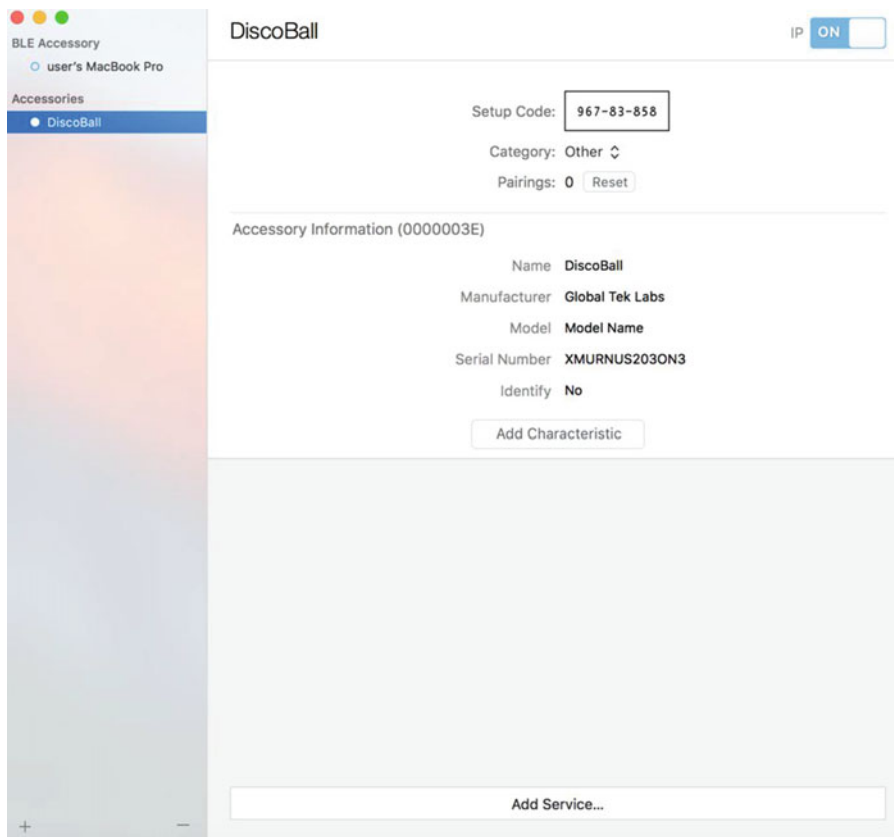 BLE Accessory
user's MacBook Pro
Accessories
DiscoBall
DiscoBall
IP ON
Setup Code: 967-83-858
Category: Other
Pairings: 0 Reset
Accessory Information (0000003E)
Name DiscoBall
Manufacturer Global Tek Labs
Model Model Name
Serial Number XMURNUS203ON3
Identify No
Add Characteristic
Add Service...
+ −